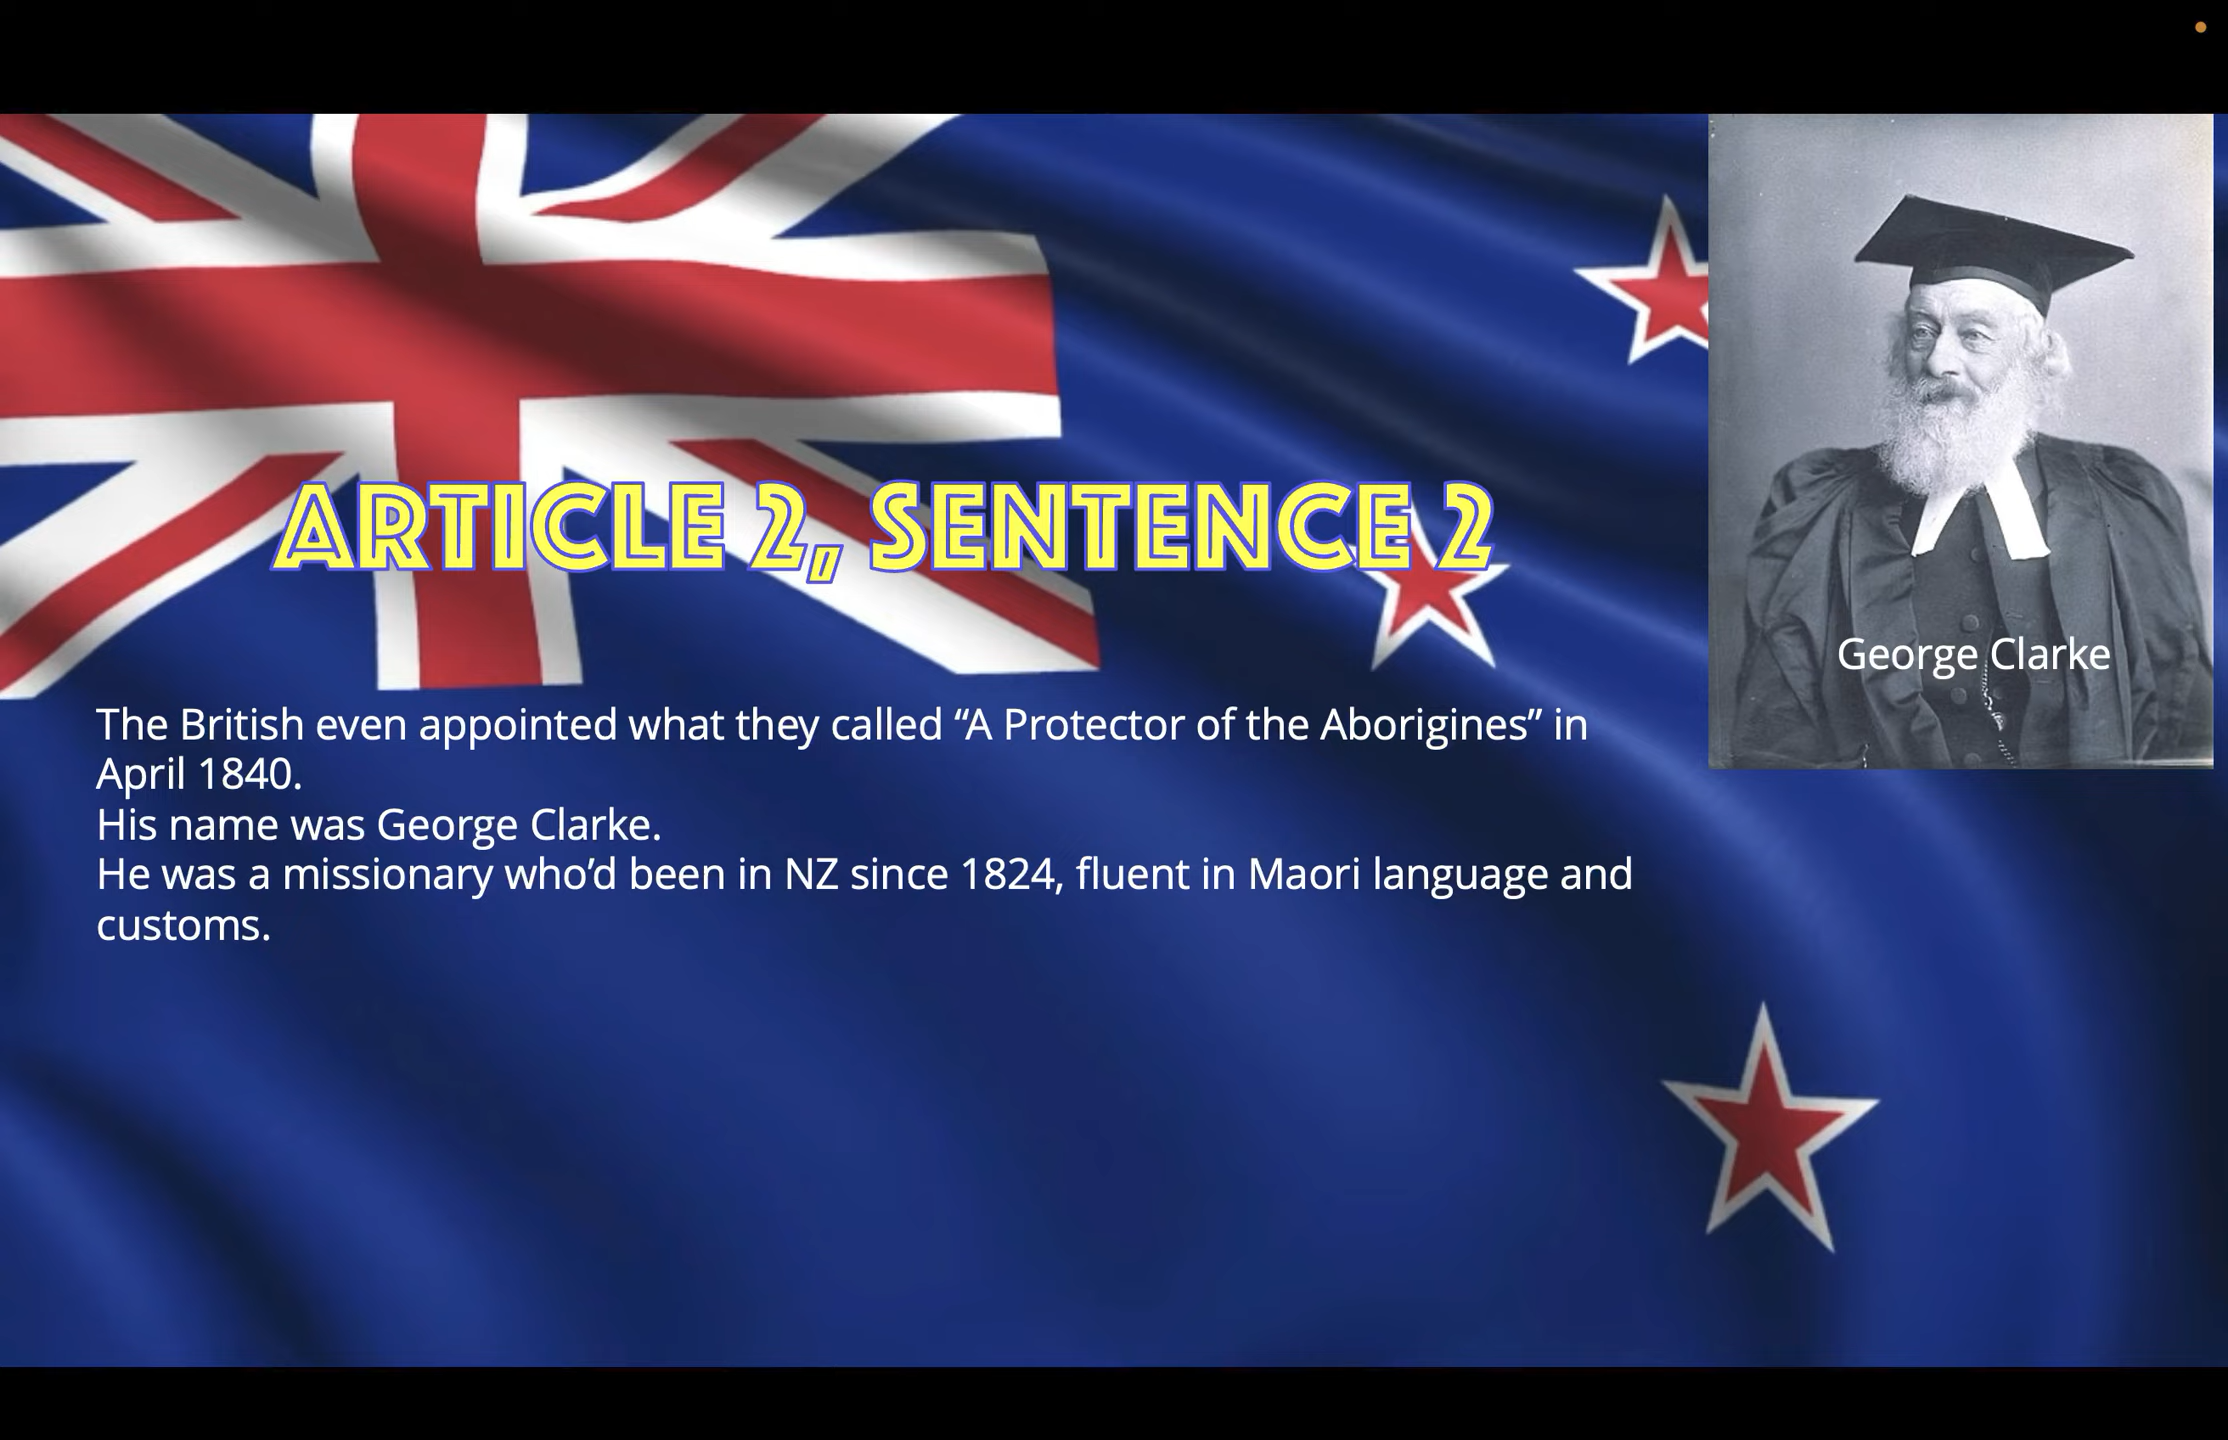 ARTICLE 2, SENTENCE 2
George Clarke
The British even appointed what they called “A Protector of the Aborigines” in
April 1840.
His name was George Clarke.
He was a missionary who’d been in NZ since 1824, fluent in Maori language and
customs.